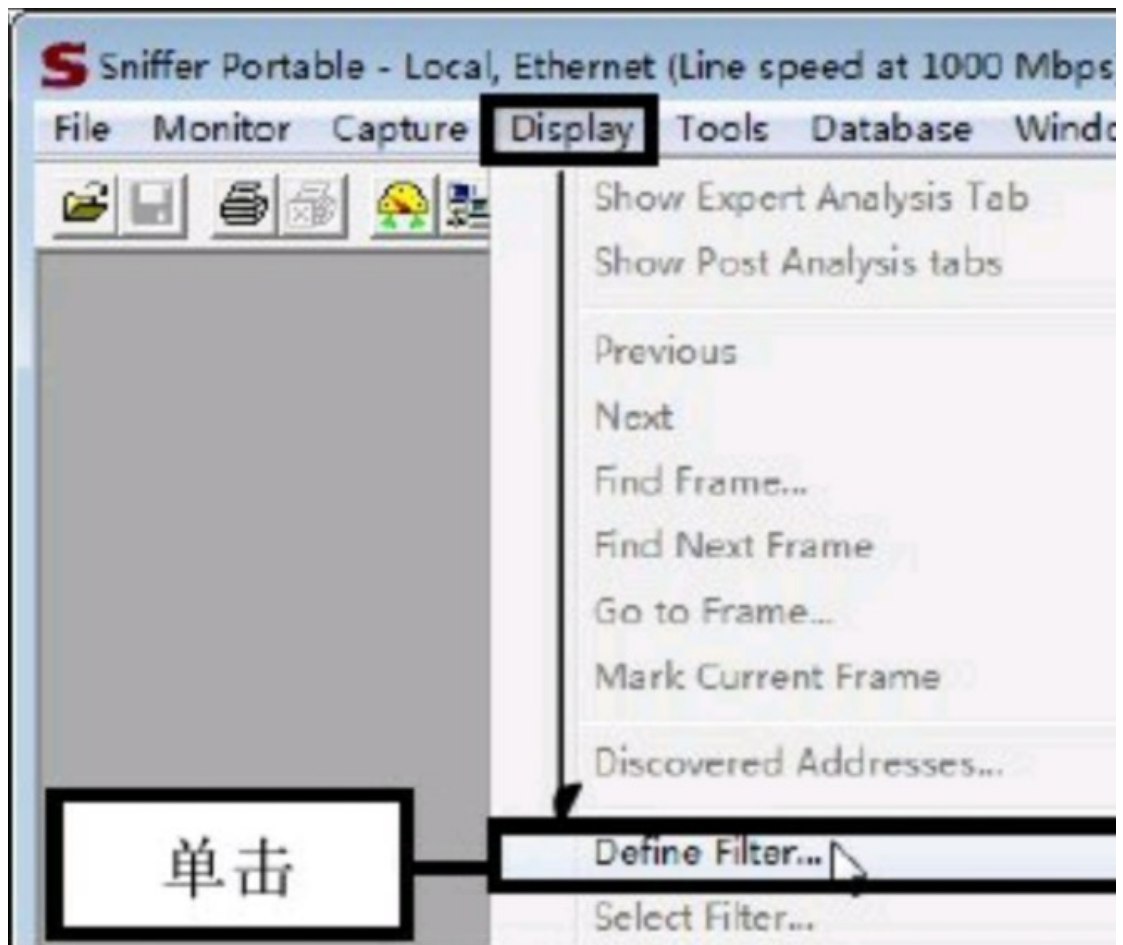 S Sniffer Portable - Local, Ethernet (Line speed at 1000 Mbps
File Monitor Capture Display Tools Database Windo
Show Expert Analysis Tab
Show Post Analysis tabs
Previous
Next
Find Frame...
Find Next Frame
Go to Frame...
Mark Current Frame
Discovered Addresses...
单击
Define Filter...
Select Filter...